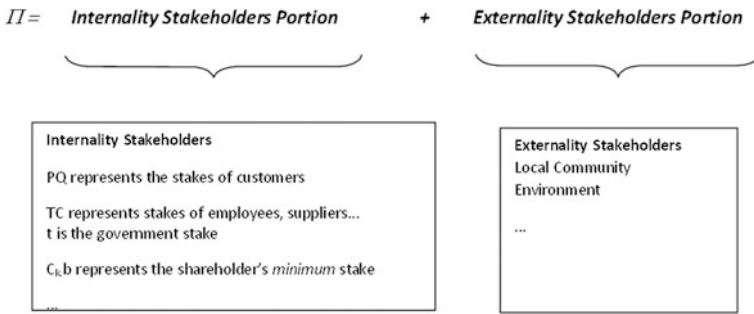 Π = Internality Stakeholders Portion + Externality Stakeholders Portion
Internality Stakeholders
PQ represents the stakes of customers
TC represents stakes of employees, suppliers...
t is the government stake
Cₖb represents the shareholder's minimum stake
...
Externality Stakeholders
Local Community
Environment
...